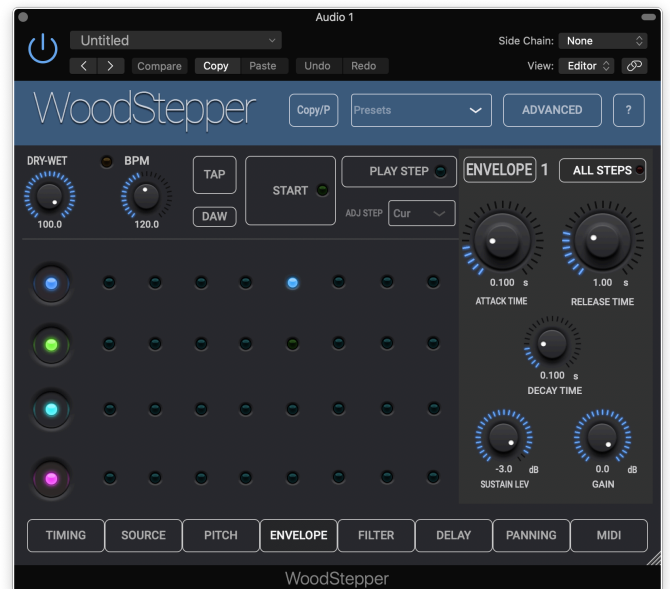 Audio 1
Untitled
Side Chain: None
Compare Copy Paste Undo Redo
View: Editor
WoodStepper
Copy/P
Presets
ADVANCED
?
DRY-WET
BPM
TAP
START
PLAY STEP
ENVELOPE 1
ALL STEPS
100.0
120.0
DAW
ADJ STEP Cur
0.100 s
ATTACK TIME
1.00 s
RELEASE TIME
0.100 s
DECAY TIME
-3.0 dB
SUSTAIN LEV
0.0 dB
GAIN
TIMING SOURCE PITCH ENVELOPE FILTER DELAY PANNING MIDI
WoodStepper